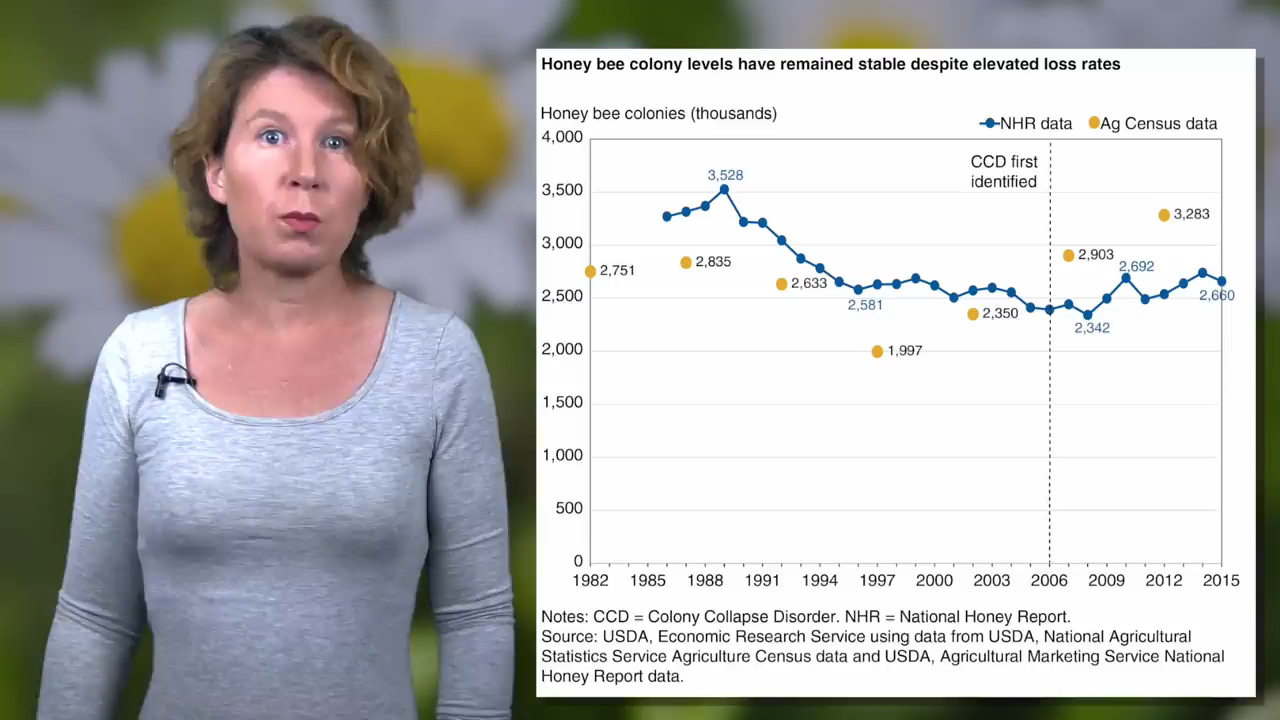 Honey bee colony levels have remained stable despite elevated loss rates
Honey bee colonies (thousands)
NHR data Ag Census data
4,000
CCD first
identified
3,528
3,500
3,283
3,000
2,903
2,835
2,751
2,692
2,633
2,660
2,500
2,581
2,350
2,342
2,000
1,997
1,500
1,000
500
0
1982 1985 1988 1991 1994 1997 2000 2003 2006 2009 2012 2015
Notes: CCD = Colony Collapse Disorder. NHR = National Honey Report.
Source: USDA, Economic Research Service using data from USDA, National Agricultural
Statistics Service Agriculture Census data and USDA, Agricultural Marketing Service National
Honey Report data.